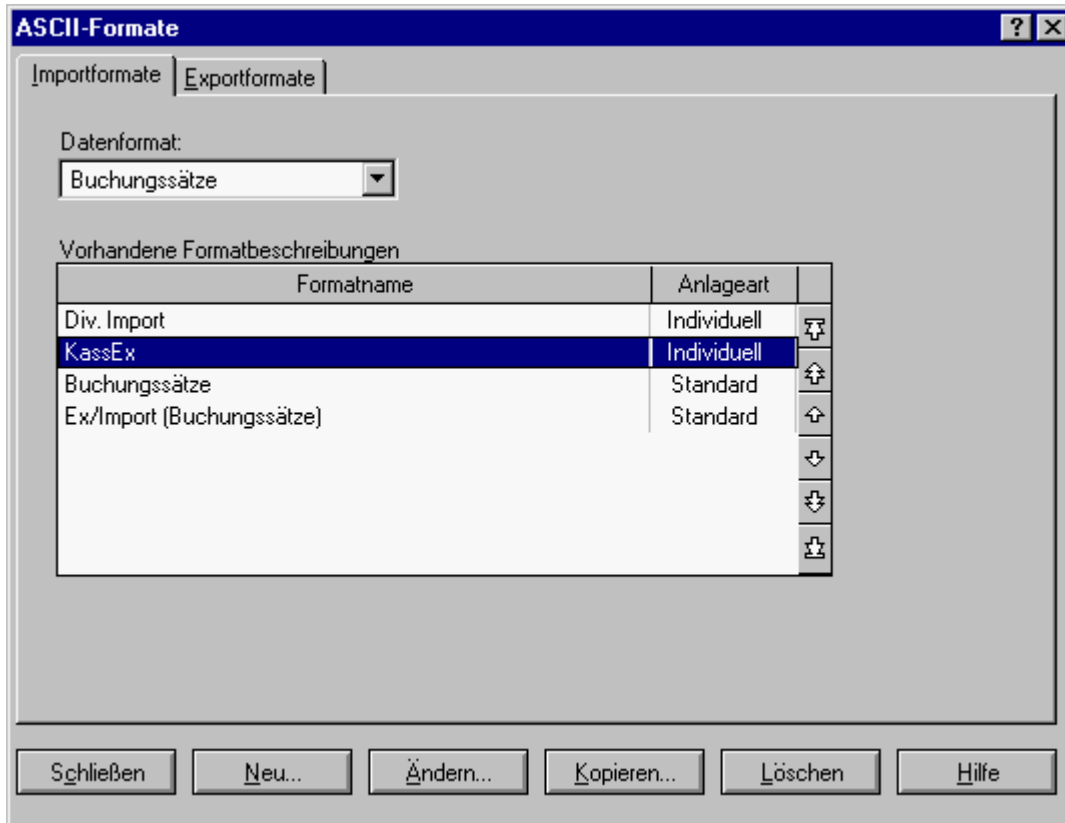 ASCII-Formate
Importformate Exportformate
Datenformat:
Buchungssätze
Vorhandene Formatbeschreibungen
Formatname Anlageart
Div. Import Individuell
KassEx Individuell
Buchungssätze Standard
Ex/Import (Buchungssätze) Standard
Schließen Neu... Ändern... Kopieren... Löschen Hilfe